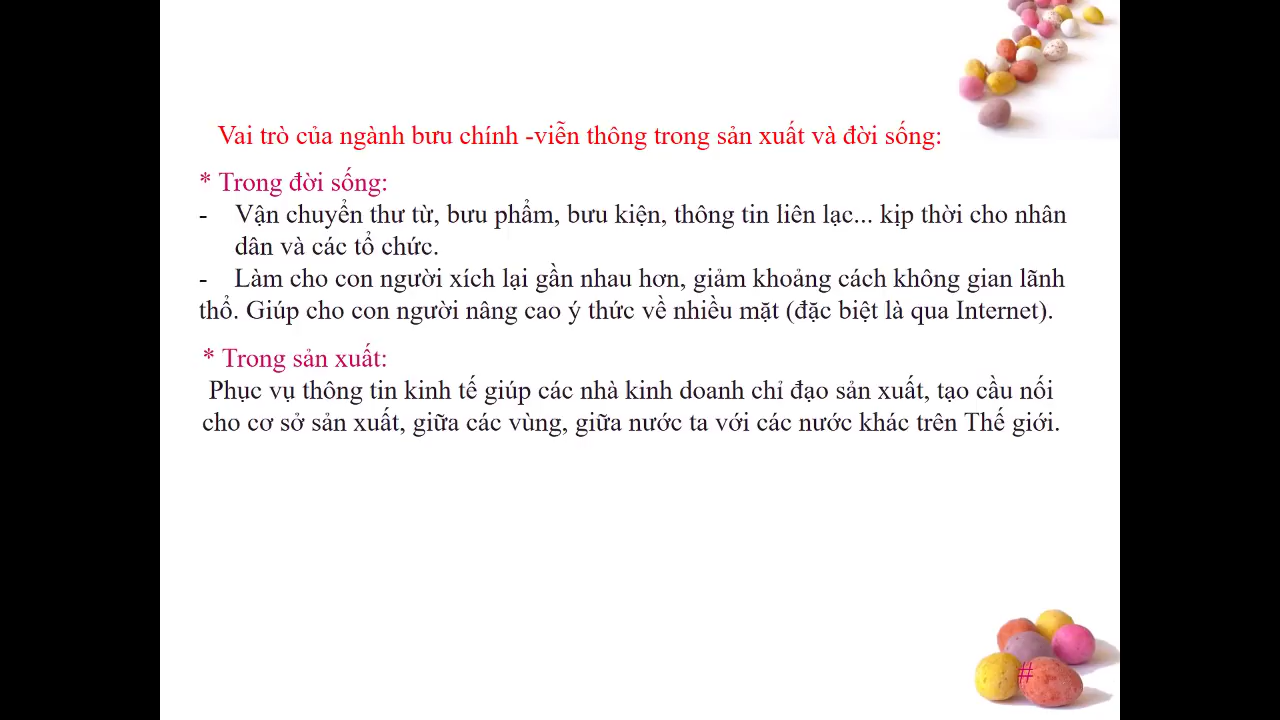 Vai trò của ngành bưu chính -viễn thông trong sản xuất và đời sống:
* Trong đời sống:
- Vận chuyển thư từ, bưu phẩm, bưu kiện, thông tin liên lạc... kịp thời cho nhân
dân và các tổ chức.
- Làm cho con người xích lại gần nhau hơn, giảm khoảng cách không gian lãnh
thổ. Giúp cho con người nâng cao ý thức về nhiều mặt (đặc biệt là qua Internet).
* Trong sản xuất:
Phục vụ thông tin kinh tế giúp các nhà kinh doanh chỉ đạo sản xuất, tạo cầu nối
cho cơ sở sản xuất, giữa các vùng, giữa nước ta với các nước khác trên Thế giới.
#